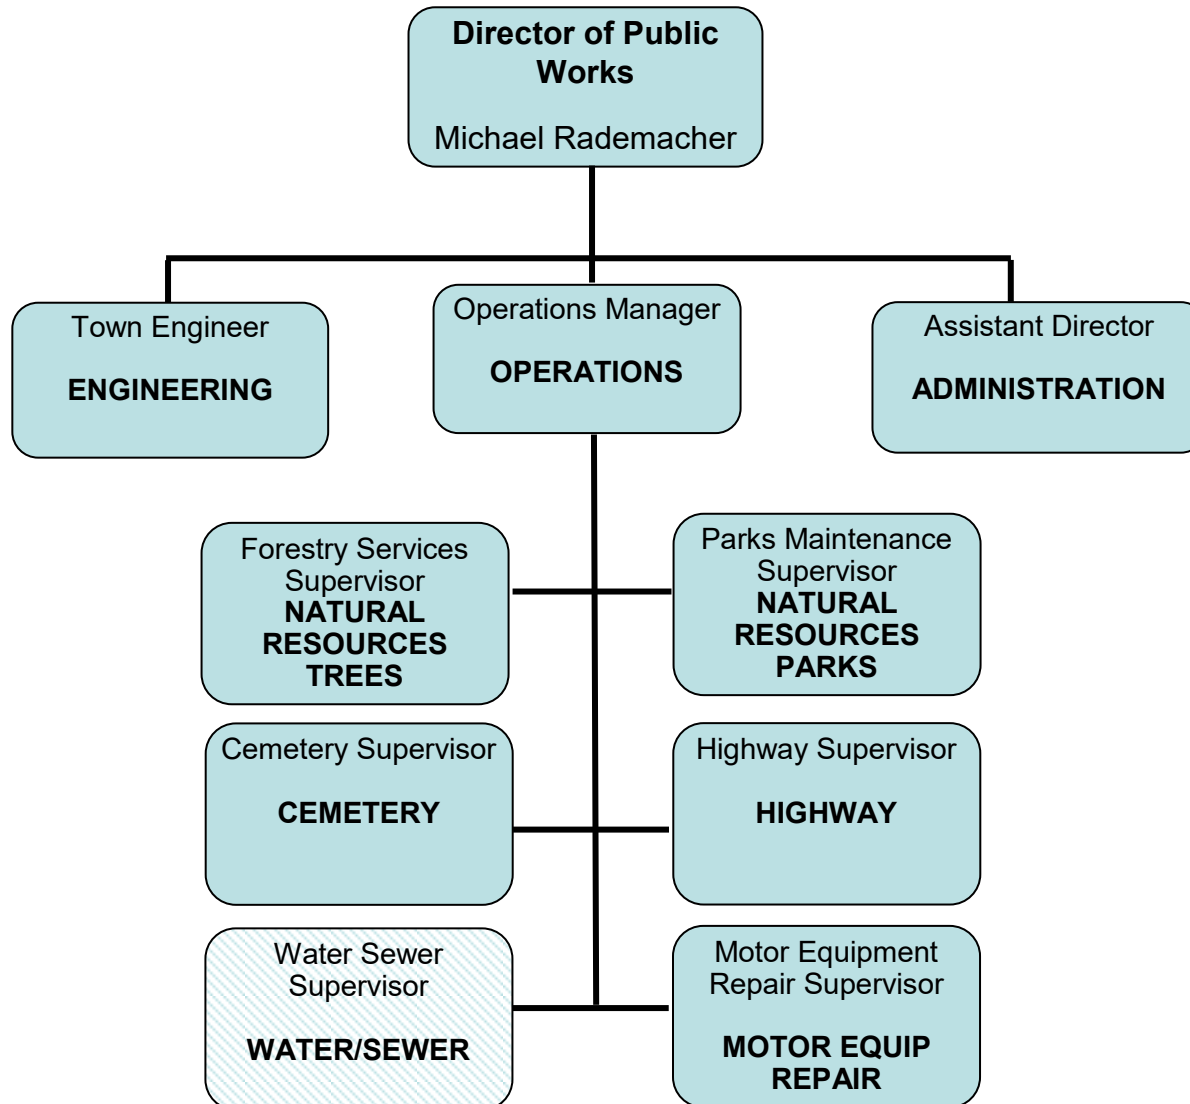 Director of Public
Works
Michael Rademacher
Town Engineer
ENGINEERING
Operations Manager
OPERATIONS
Assistant Director
ADMINISTRATION
Forestry Services
Supervisor
NATURAL
RESOURCES
TREES
Parks Maintenance
Supervisor
NATURAL
RESOURCES
PARKS
Cemetery Supervisor
CEMETERY
Highway Supervisor
HIGHWAY
Water Sewer
Supervisor
WATER/SEWER
Motor Equipment
Repair Supervisor
MOTOR EQUIP
REPAIR